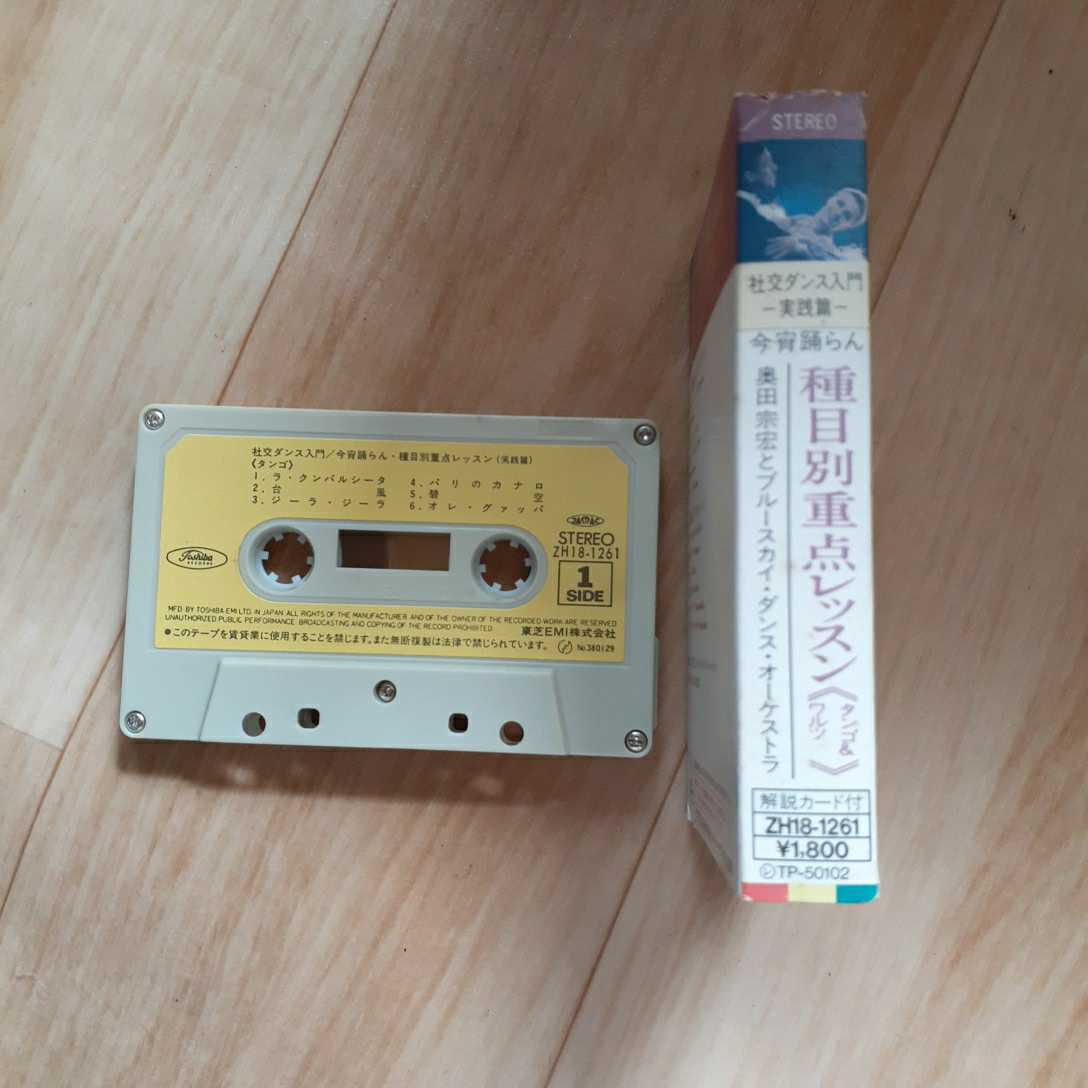 社交ダンス入門/今宵踊らん・種目別重点レッスン(実践篇)
《タンゴ》
1、ラ・クンパルシータ
2、台風
3、ジーラ・ジーラ
4、パリのカナロ
5、碧空
6、オレ・グァッパ
JASRAC
STEREO
ZH18-1261
1
SIDE
Toshiba
RECORDS
MFD BY TOSHIBA EMI LTD. IN JAPAN. ALL RIGHTS OF THE MANUFACTURER AND OF THE OWNER OF THE RECORDED WORK ARE RESERVED.
UNAUTHORIZED PUBLIC PERFORMANCE BROADCASTING AND COPYING OF THE RECORD PROHIBITED.
東芝EMI株式会社
●このテープを賃貸業に使用することを禁じます。また無断複製は法律で禁じられています。
No.380129
STEREO
社交ダンス入門
-実践篇-
今宵踊らん
種目別重点レッスン《タンゴ&ワルツ》
奥田宗宏とブルースカイ・ダンス・オーケストラ
解説カード付
ZH18-1261
¥1,800
ⓁTP-50102